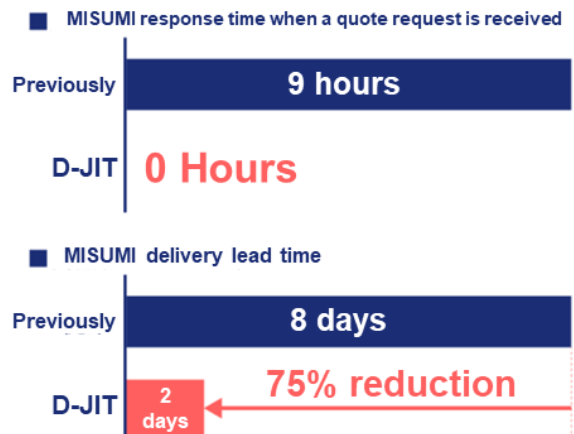 MISUMI response time when a quote request is received
Previously
9 hours
D-JIT
0 Hours
MISUMI delivery lead time
Previously
8 days
D-JIT
2
days
75% reduction